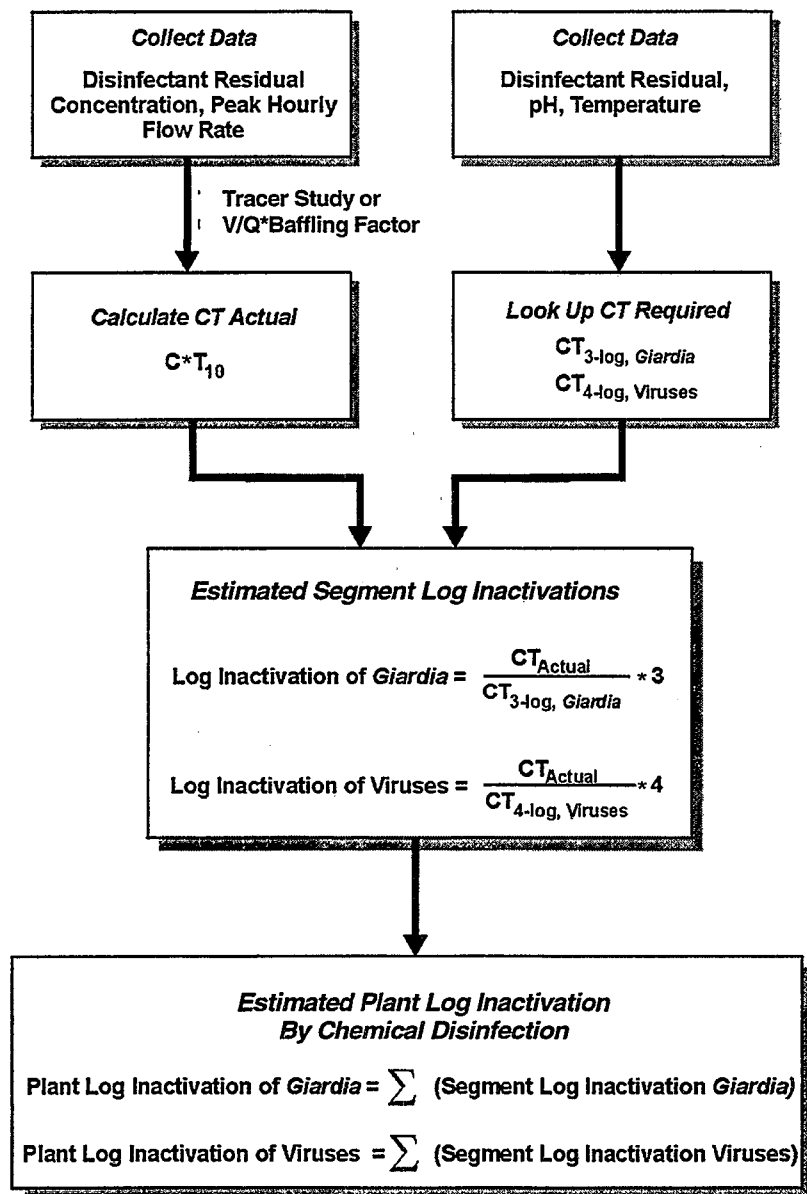 Collect Data
Disinfectant Residual
Concentration, Peak Hourly
Flow Rate
Collect Data
Disinfectant Residual,
pH, Temperature
Tracer Study or
V/Q*Baffling Factor
Calculate CT Actual
C*T10
Look Up CT Required
CT3-log, Giardia
CT4-log, Viruses
Estimated Segment Log Inactivations
Log Inactivation of Giardia = CTActual / CT3-log, Giardia * 3
Log Inactivation of Viruses = CTActual / CT4-log, Viruses * 4
Estimated Plant Log Inactivation
By Chemical Disinfection
Plant Log Inactivation of Giardia = ∑ (Segment Log Inactivation Giardia)
Plant Log Inactivation of Viruses = ∑ (Segment Log Inactivation Viruses)